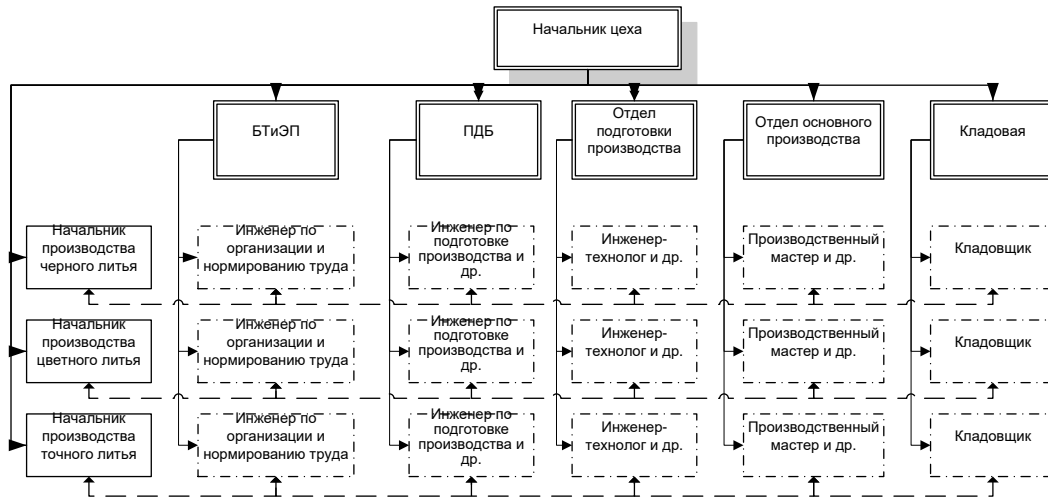 Начальник цеха
БТиЭП
ПДБ
Отдел
подготовки
производства
Отдел основного
производства
Кладовая
Начальник
производства
черного литья
Инженер по
организации и
нормированию труда
Инженер по
подготовке
производства и
др.
Инженер-
технолог и др.
Производственный
мастер и др.
Кладовщик
Начальник
производства
цветного литья
Инженер по
организации и
нормированию труда
Инженер по
подготовке
производства и
др.
Инженер-
технолог и др.
Производственный
мастер и др.
Кладовщик
Начальник
производства
точного литья
Инженер по
организации и
нормированию труда
Инженер по
подготовке
производства и
др.
Инженер-
технолог и др.
Производственный
мастер и др.
Кладовщик